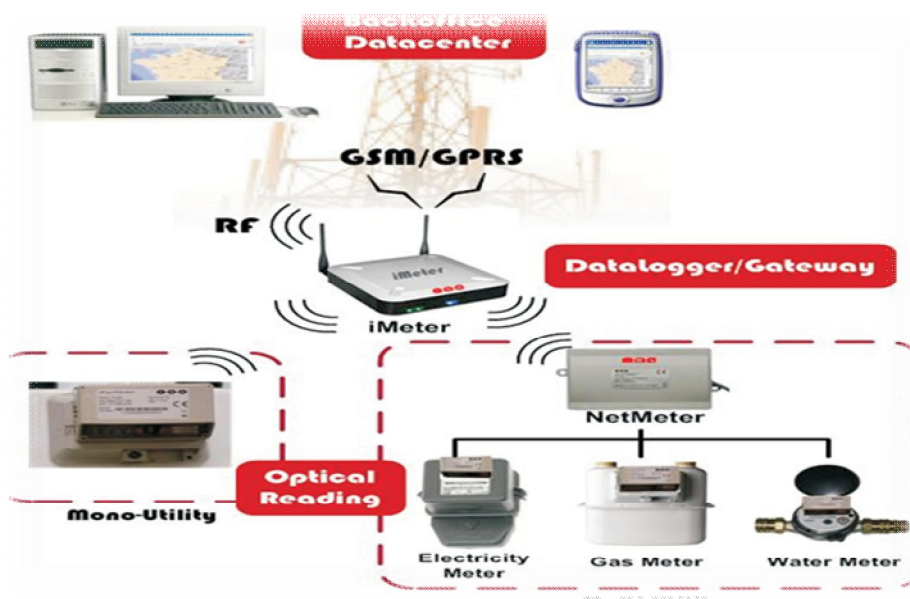 Backoffice
Datacenter
GSM/GPRS
RF
iMeter
DataLogger/Gateway
iMeter
NetMeter
Optical
Reading
Mono-Utility
Electricity
Meter
Gas Meter
Water Meter